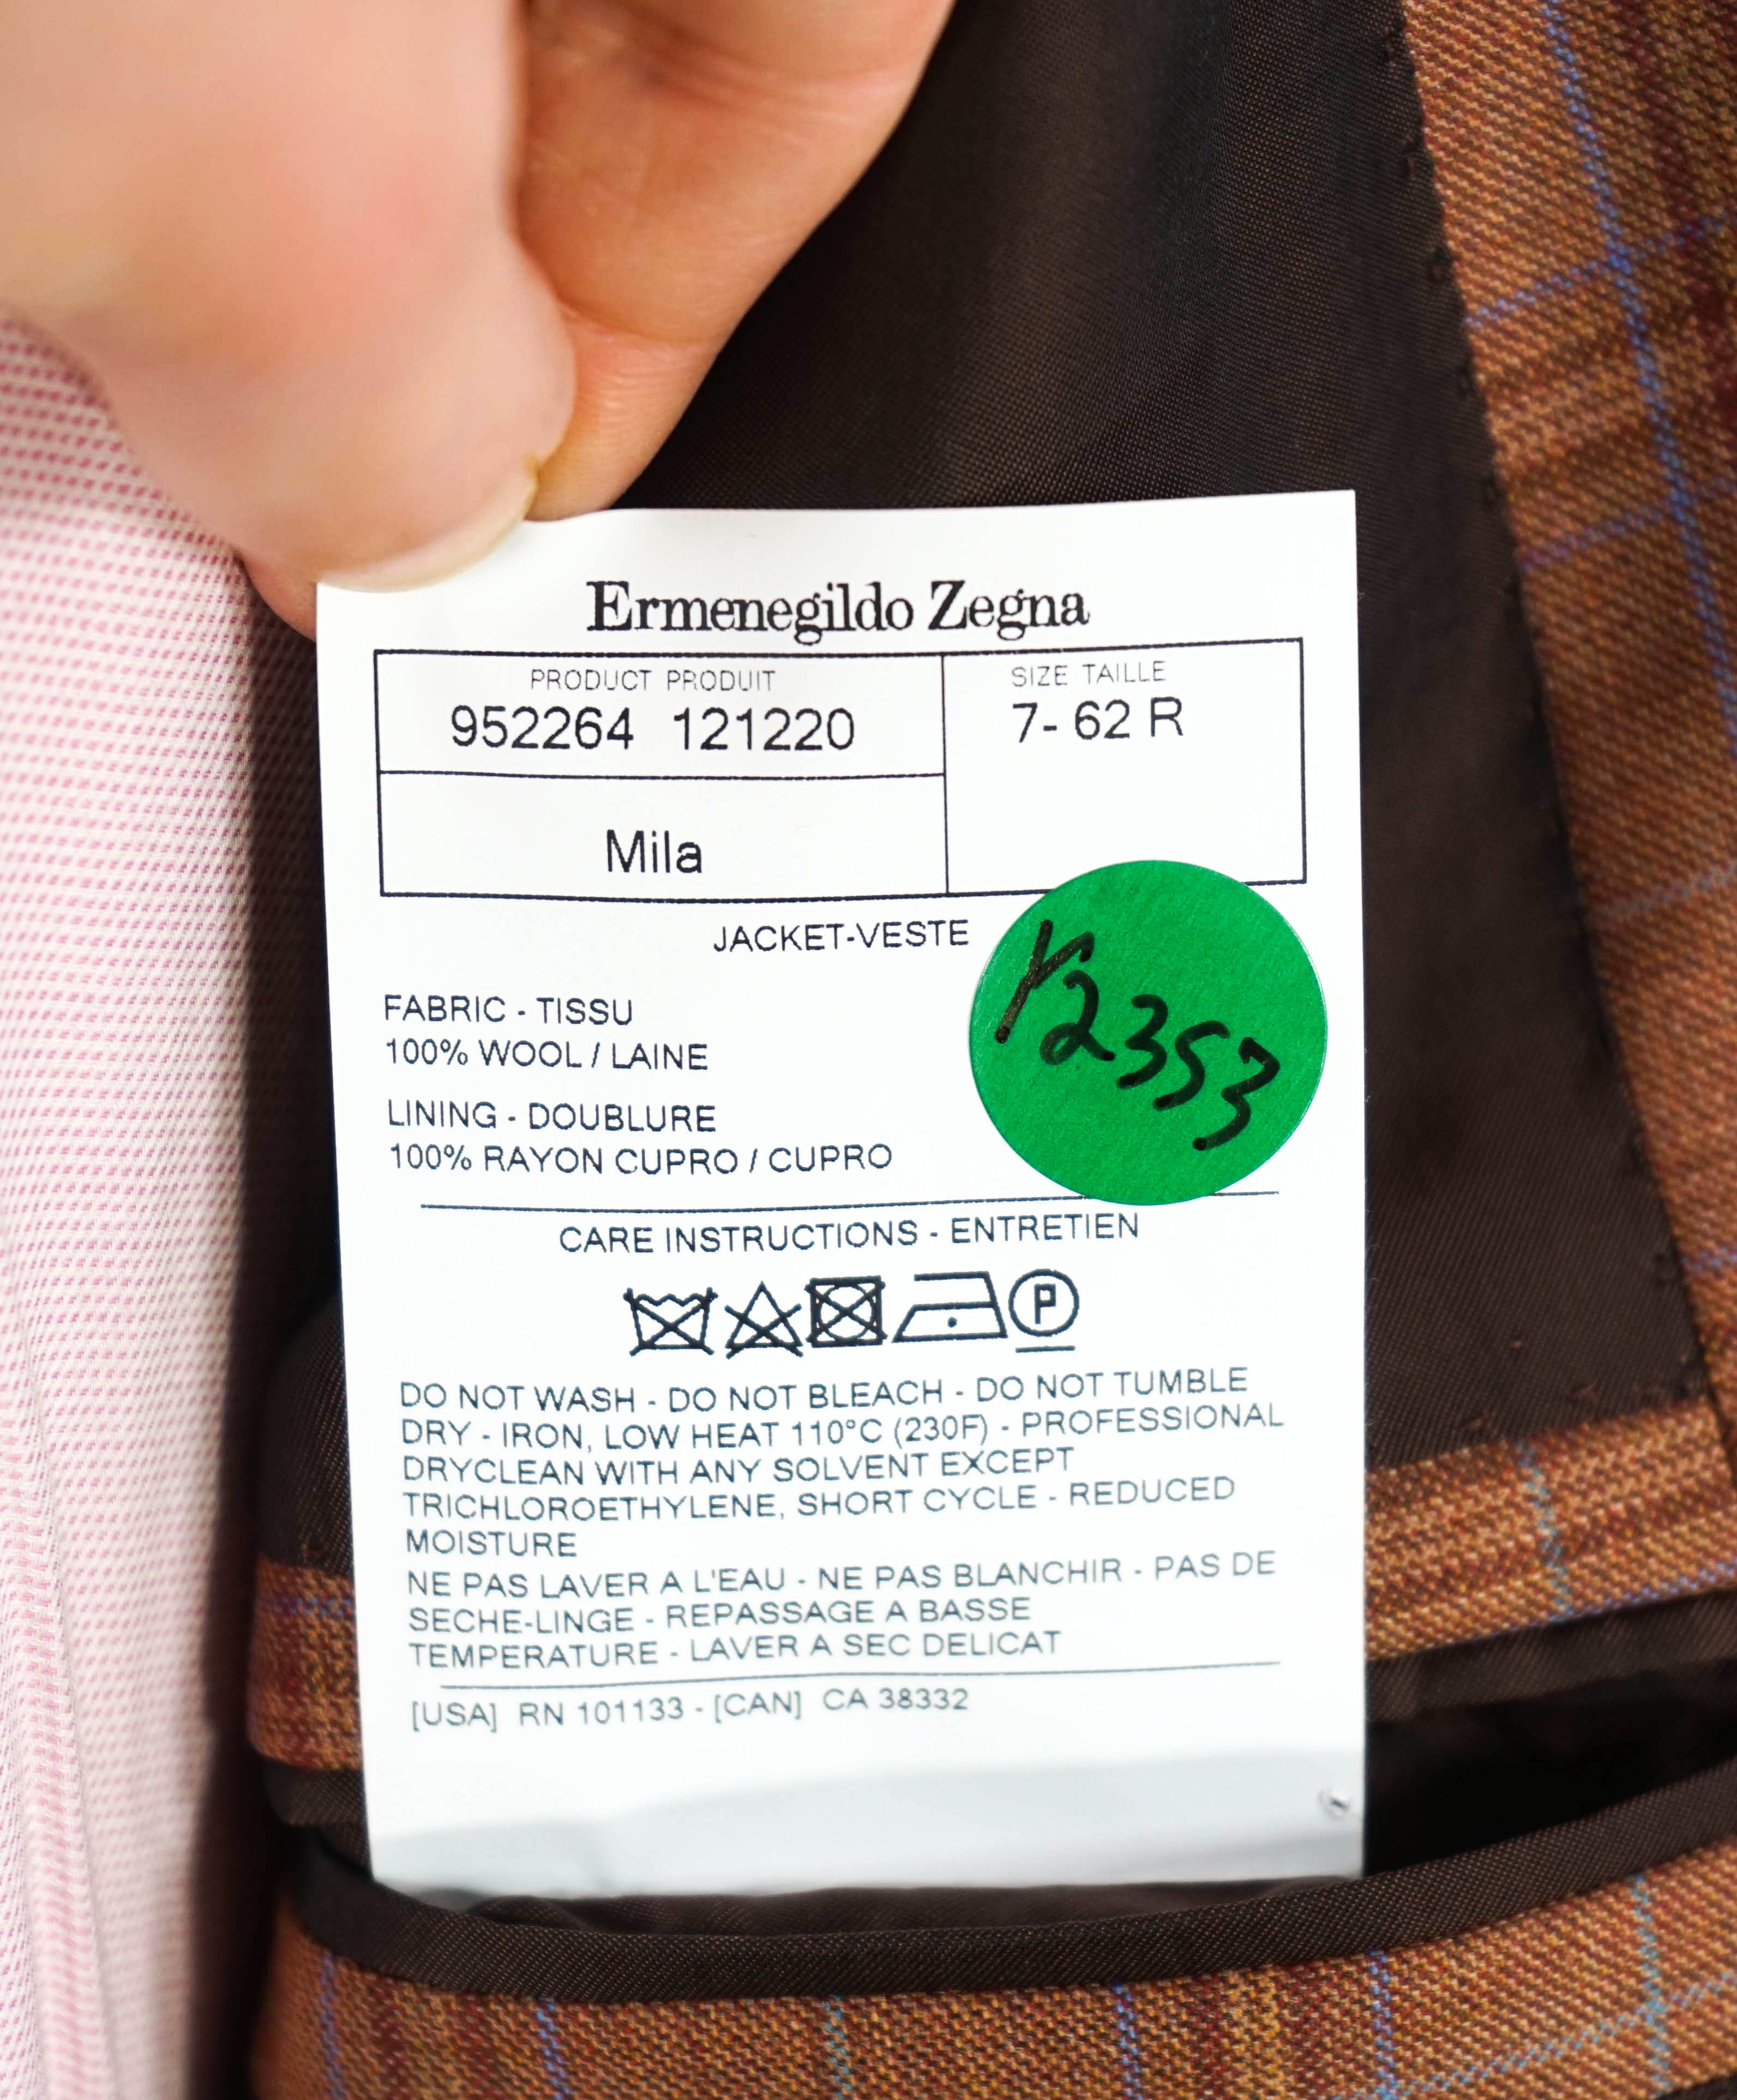 Ermenegildo Zegna
PRODUCT PRODUIT
952264 121220
SIZE TAILLE
7- 62 R
Mila
JACKET-VESTE
Y2353
FABRIC - TISSU
100% WOOL / LAINE
LINING - DOUBLURE
100% RAYON CUPRO / CUPRO
CARE INSTRUCTIONS - ENTRETIEN
P
DO NOT WASH - DO NOT BLEACH - DO NOT TUMBLE
DRY - IRON, LOW HEAT 110°C (230F) - PROFESSIONAL
DRYCLEAN WITH ANY SOLVENT EXCEPT
TRICHLOROETHYLENE, SHORT CYCLE - REDUCED
MOISTURE
NE PAS LAVER A L'EAU - NE PAS BLANCHIR - PAS DE
SECHE-LINGE - REPASSAGE A BASSE
TEMPERATURE - LAVER A SEC DELICAT
[USA] RN 101133 - [CAN] CA 38332